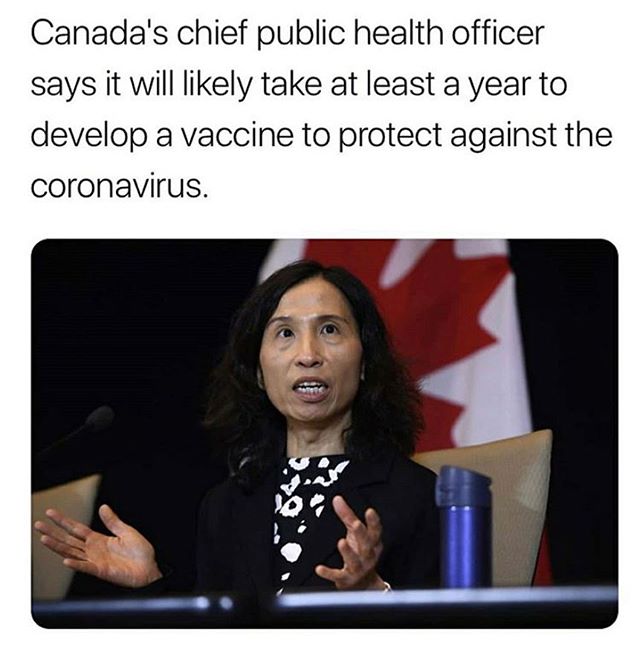 Canada's chief public health officer
says it will likely take at least a year to
develop a vaccine to protect against the
coronavirus.